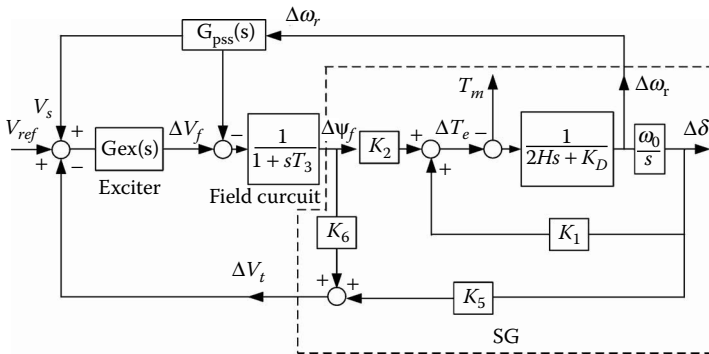 G_pss(s)
Δω_r
V_s
T_m
Δω_r
V_ref
+
+
−
Gex(s)
ΔV_f
−
1
1 + sT_3
Δψ_f
K_2
+
ΔT_e
−
+
1
2Hs + K_D
ω_0
s
Δδ
Exciter
Field curcuit
K_6
K_1
+
+
ΔV_t
K_5
SG